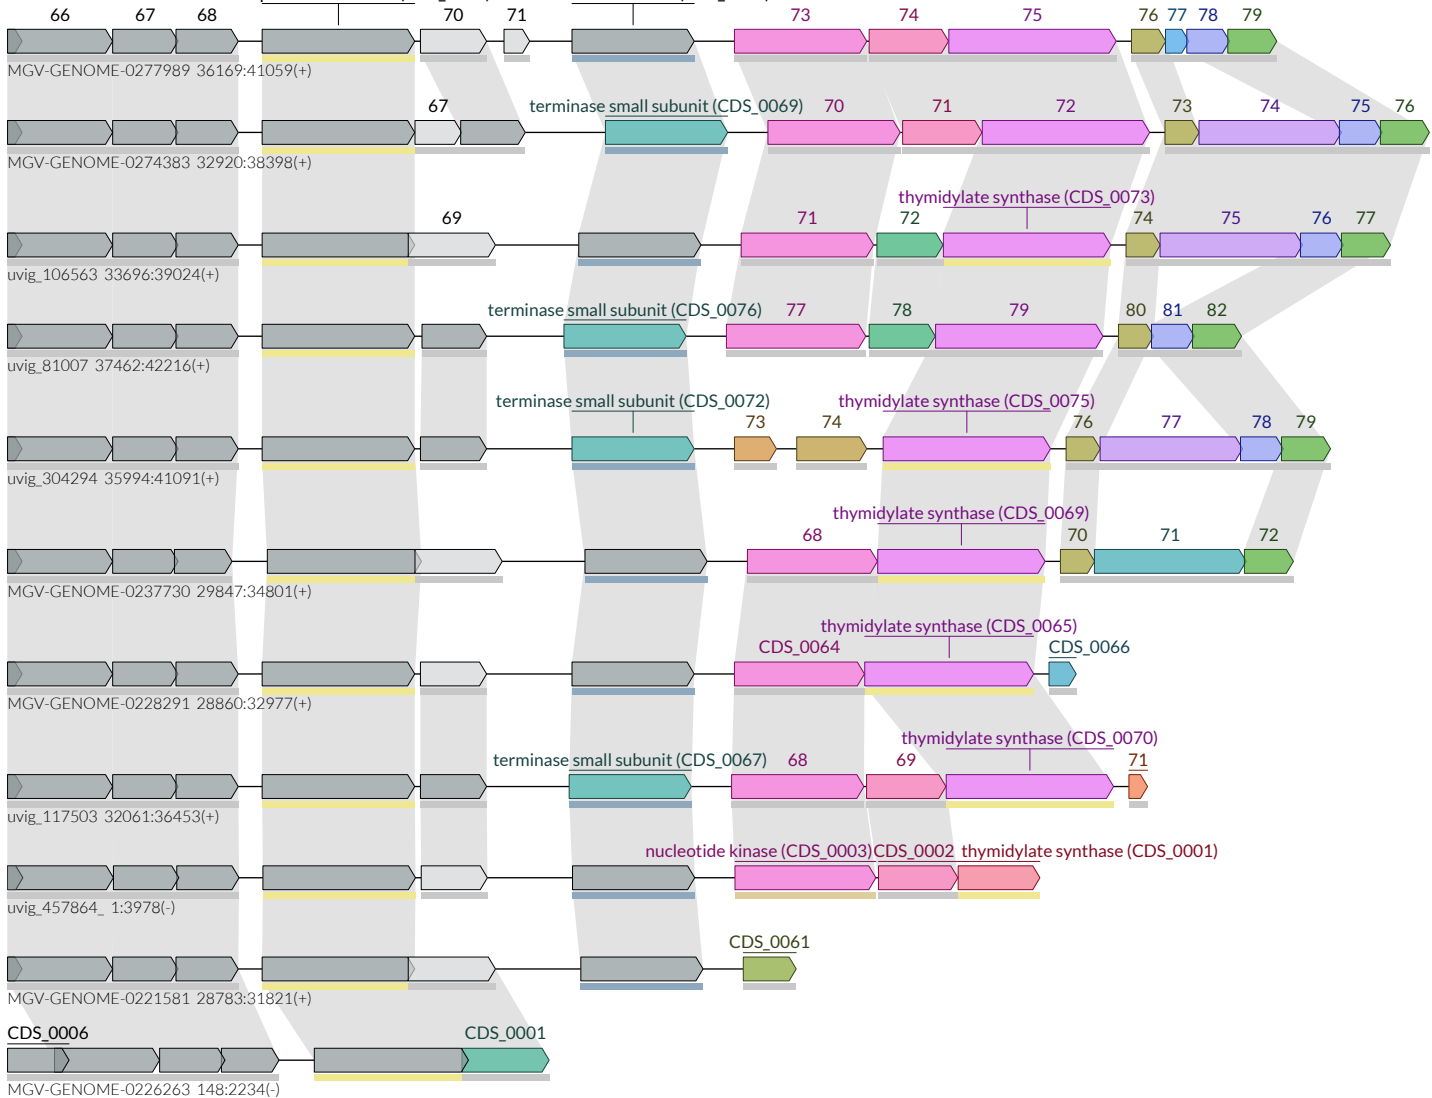 66 67 68 70 71 73 74 75 76 77 78 79
MGV-GENOME-0277989 36169:41059(+)
67 terminase small subunit (CDS_0069) 70 71 72 73 74 75 76
MGV-GENOME-0274383 32920:38398(+)
thymidylate synthase (CDS_0073)
69 71 72 74 75 76 77
uvig_106563 33696:39024(+)
terminase small subunit (CDS_0076) 77 78 79 80 81 82
uvig_81007 37462:42216(+)
terminase small subunit (CDS_0072) thymidylate synthase (CDS_0075)
73 74 76 77 78 79
uvig_304294 35994:41091(+)
thymidylate synthase (CDS_0069)
68 70 71 72
MGV-GENOME-0237730 29847:34801(+)
thymidylate synthase (CDS_0065)
CDS_0064 CDS_0066
MGV-GENOME-0228291 28860:32977(+)
thymidylate synthase (CDS_0070)
terminase small subunit (CDS_0067) 68 69 71
uvig_117503 32061:36453(+)
nucleotide kinase (CDS_0003) CDS_0002 thymidylate synthase (CDS_0001)
uvig_457864_ 1:3978(-)
CDS_0061
MGV-GENOME-0221581 28783:31821(+)
CDS_0006 CDS_0001
MGV-GENOME-0226263 148:2234(-)